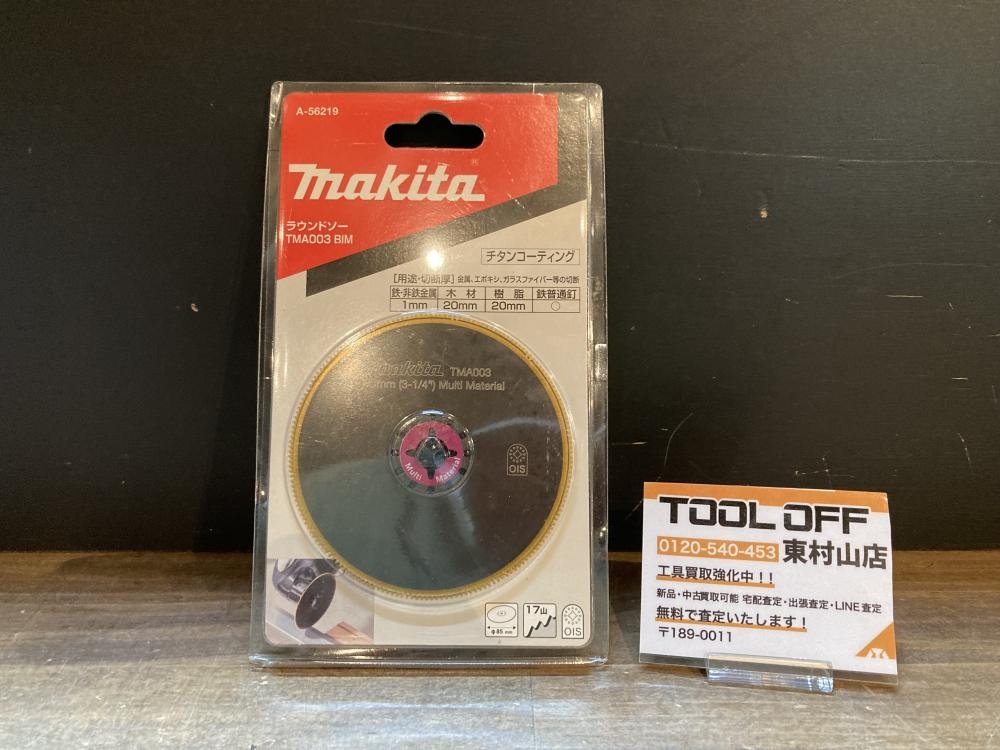 A-56219
makita®
ラウンドソー
TMA003 BIM
チタンコーティング
[用途・切断厚] 金属、エポキシ、ガラスファイバー等の切断
鉄・非鉄金属 木材 樹脂 鉄普通釘
1mm 20mm 20mm ○
makita TMA003
mm (3-1/4") Multi Material
Multi Material
OIS
φ85mm
17山
OIS
TOOL OFF
0120-540-453 東村山店
工具買取強化中！！
新品・中古買取可能 宅配査定・出張査定・LINE査定
無料で査定いたします！
〒189-0011